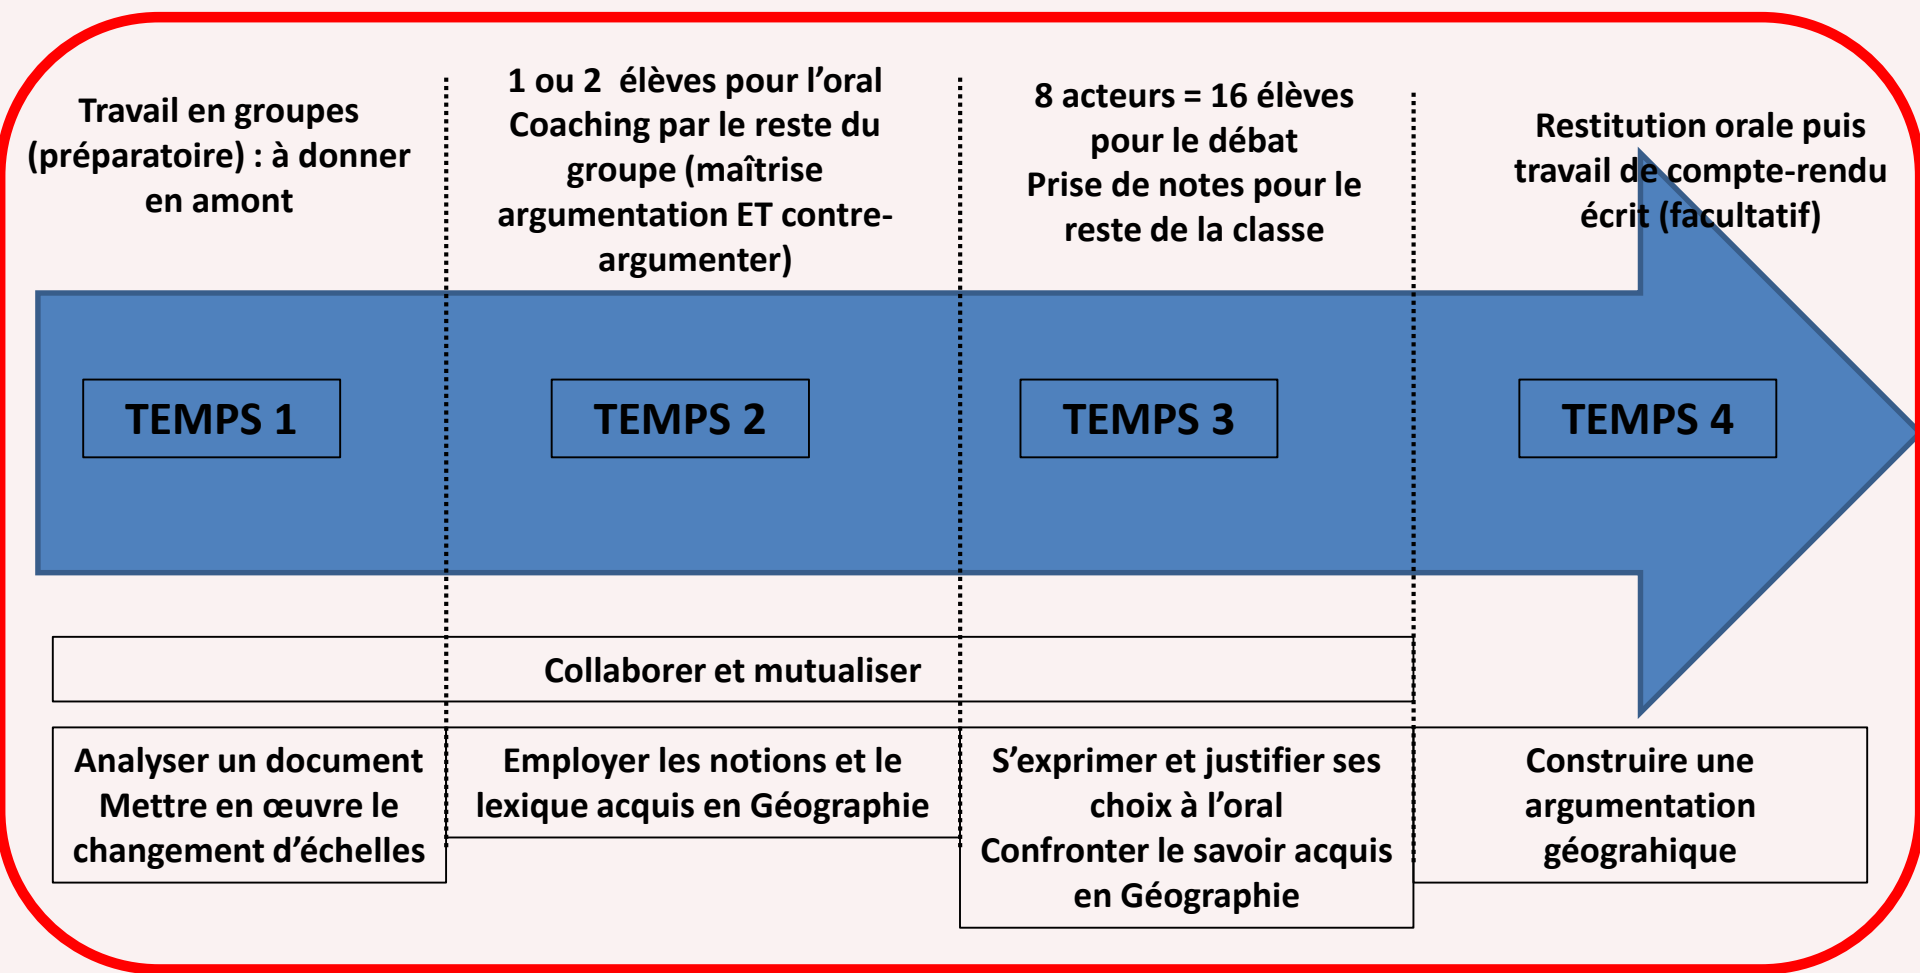 Travail en groupes
(préparatoire) : à donner
en amont
1 ou 2  élèves pour l’oral
Coaching par le reste du
groupe (maîtrise
argumentation ET contre-
argumenter)
8 acteurs = 16 élèves
pour le débat
Prise de notes pour le
reste de la classe
Restitution orale puis
travail de compte-rendu
écrit (facultatif)
TEMPS 1
TEMPS 2
TEMPS 3
TEMPS 4
Collaborer et mutualiser
Analyser un document
Mettre en œuvre le
changement d’échelles
Employer les notions et le
lexique acquis en Géographie
S’exprimer et justifier ses
choix à l’oral
Confronter le savoir acquis
en Géographie
Construire une
argumentation
géograhique